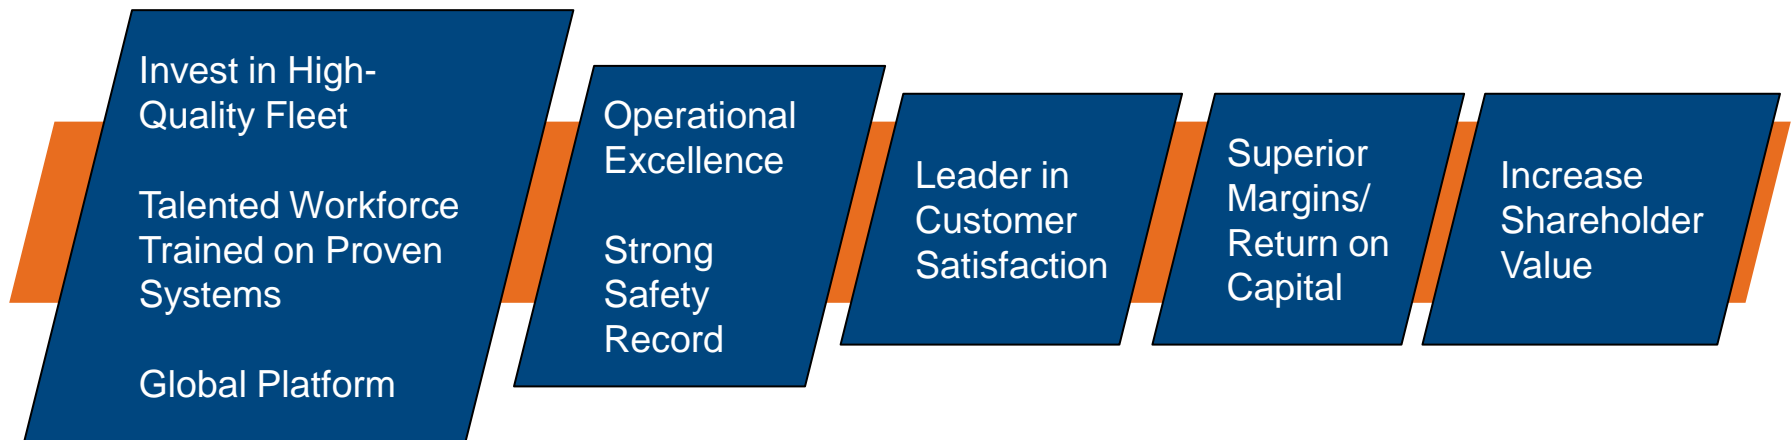 Invest in High-
Quality Fleet
Talented Workforce
Trained on Proven
Systems
Global Platform
Operational
Excellence
Strong
Safety
Record
Leader in
Customer
Satisfaction
Superior
Margins/
Return on
Capital
Increase
Shareholder
Value